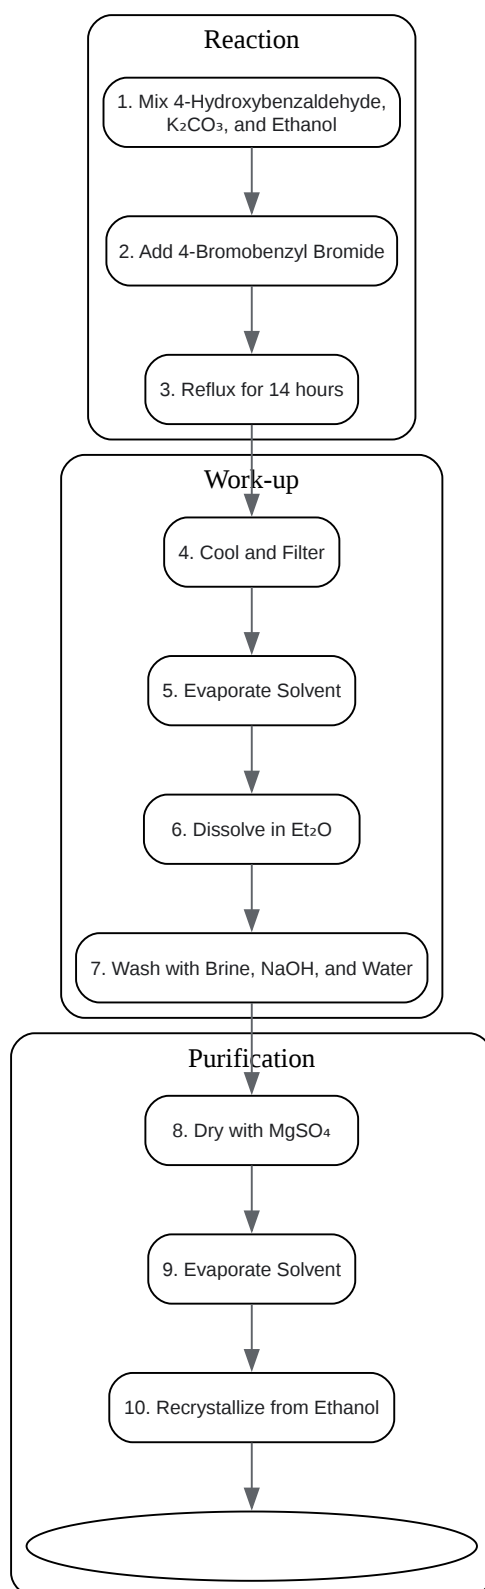 Reaction
1. Mix 4-Hydroxybenzaldehyde,
K₂CO₃, and Ethanol
2. Add 4-Bromobenzyl Bromide
3. Reflux for 14 hours
Work-up
4. Cool and Filter
5. Evaporate Solvent
6. Dissolve in Et₂O
7. Wash with Brine, NaOH, and Water
Purification
8. Dry with MgSO₄
9. Evaporate Solvent
10. Recrystallize from Ethanol